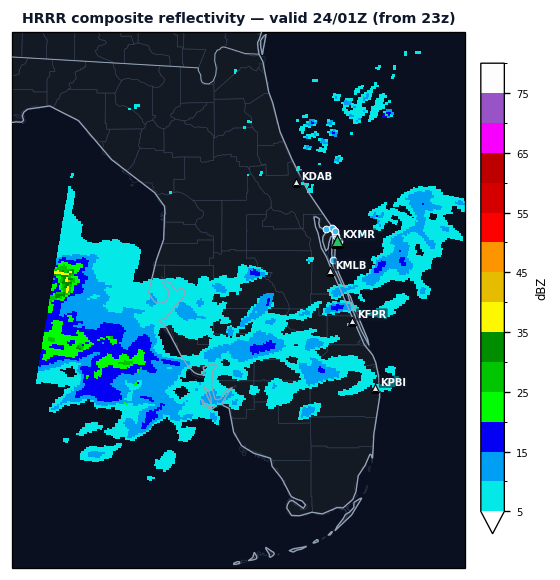 HRRR composite reflectivity — valid 24/01Z (from 23z)
75
65
55
45
35
25
15
5
dBZ
KDAB
KXMR
KMLB
KFPR
KPBI